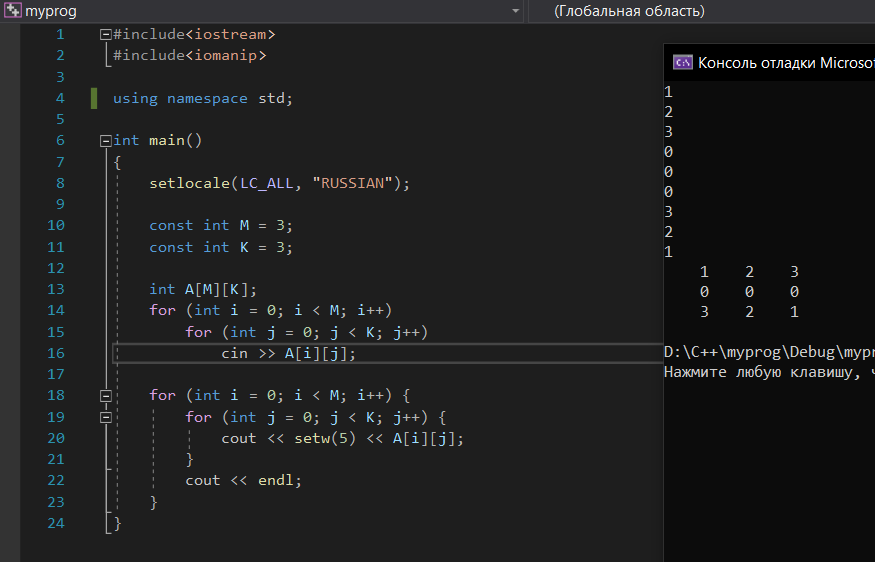 myprog
(Глобальная область)
1 #include<iostream>
2 #include<iomanip>
3
4 using namespace std;
5
6 int main()
7 {
8 setlocale(LC_ALL, "RUSSIAN");
9
10 const int M = 3;
11 const int K = 3;
12
13 int A[M][K];
14 for (int i = 0; i < M; i++)
15 for (int j = 0; j < K; j++)
16 cin >> A[i][j];
17
18 for (int i = 0; i < M; i++) {
19 for (int j = 0; j < K; j++) {
20 cout << setw(5) << A[i][j];
21 }
22 cout << endl;
23 }
24 }
C:\ Консоль отладки Microsof
1
2
3
0
0
0
3
2
1
1 2 3
0 0 0
3 2 1
D:\C++\myprog\Debug\mypr
Нажмите любую клавишу, ч